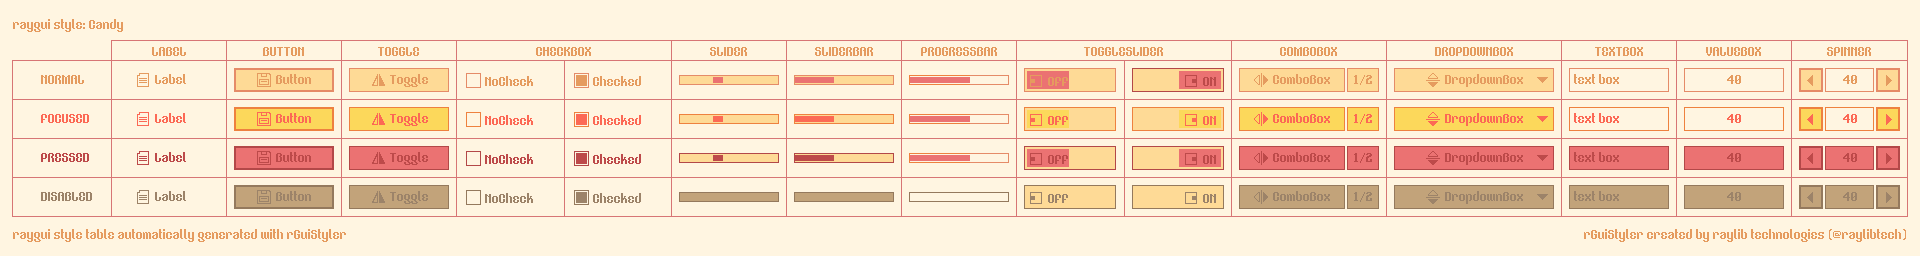 raygui style: Candy
LABEL BUTTON TOGGLE CHECKBOX SLIDER SLIDERBAR PROGRESSBAR TOGGLESLIDER COMBOBOX DROPDOWNBOX TEXTBOX VALUEBOX SPINNER
NORMAL Label Button Toggle NoCheck Checked Off ON ComboBox 1/2 DropdownBox text box 40 40
FOCUSED Label Button Toggle NoCheck Checked Off ON ComboBox 1/2 DropdownBox text box 40 40
PRESSED Label Button Toggle NoCheck Checked Off ON ComboBox 1/2 DropdownBox text box 40 40
DISABLED Label Button Toggle NoCheck Checked Off ON ComboBox 1/2 DropdownBox text box 40 40
raygui style table automatically generated with rGuiStyler rGuiStyler created by raylib technologies (@raylibtech)